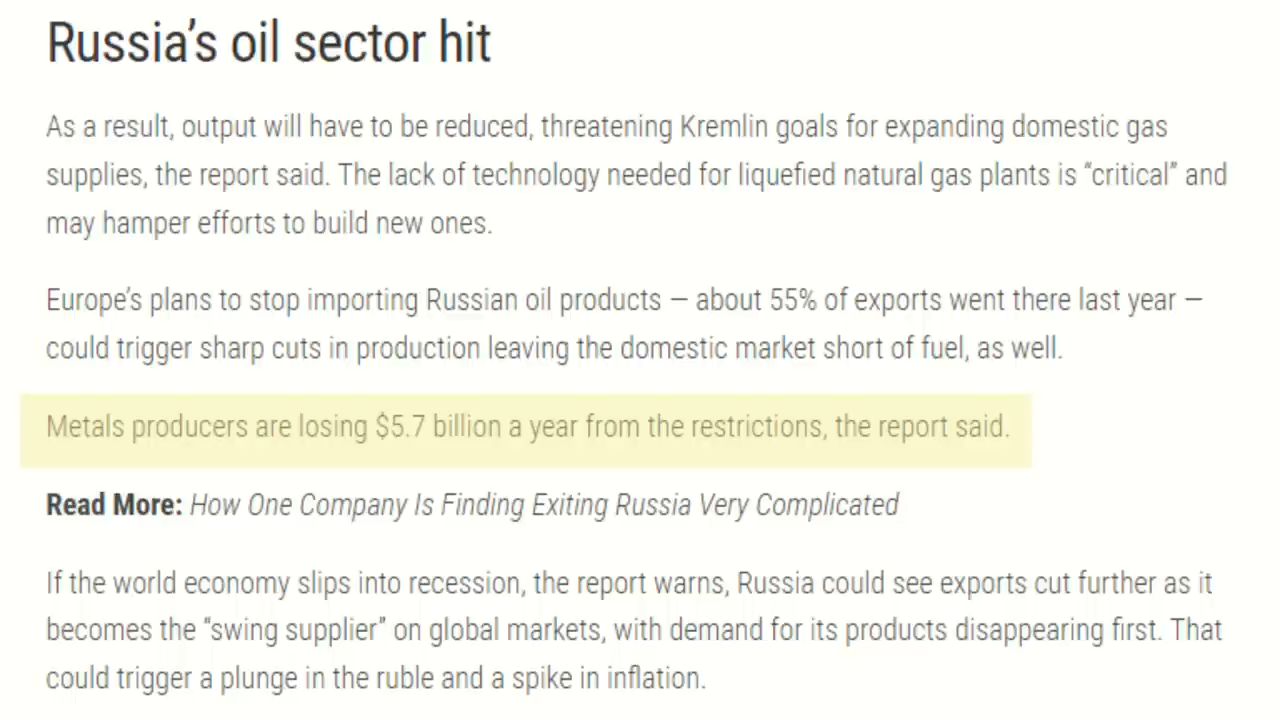 Russia’s oil sector hit
As a result, output will have to be reduced, threatening Kremlin goals for expanding domestic gas
supplies, the report said. The lack of technology needed for liquefied natural gas plants is “critical” and
may hamper efforts to build new ones.
Europe’s plans to stop importing Russian oil products — about 55% of exports went there last year —
could trigger sharp cuts in production leaving the domestic market short of fuel, as well.
Metals producers are losing $5.7 billion a year from the restrictions, the report said.
Read More: How One Company Is Finding Exiting Russia Very Complicated
If the world economy slips into recession, the report warns, Russia could see exports cut further as it
becomes the “swing supplier” on global markets, with demand for its products disappearing first. That
could trigger a plunge in the ruble and a spike in inflation.